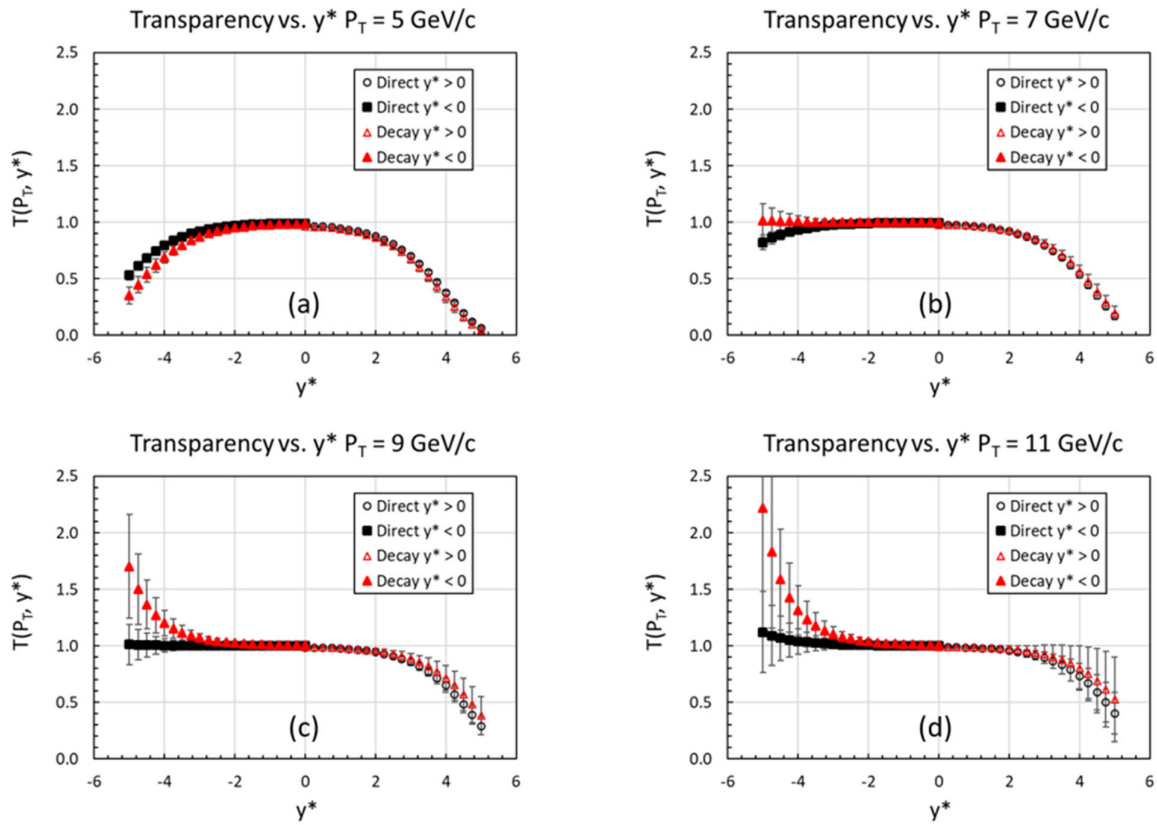 Transparency vs. y* P_T = 5 GeV/c
2.5
2.0
1.5
1.0
0.5
0.0
T(P_T, y*)
Direct y* > 0
Direct y* < 0
Decay y* > 0
Decay y* < 0
(a)
-6 -4 -2 0 2 4 6
y*
Transparency vs. y* P_T = 7 GeV/c
2.5
2.0
1.5
1.0
0.5
0.0
T(P_T, y*)
Direct y* > 0
Direct y* < 0
Decay y* > 0
Decay y* < 0
(b)
-6 -4 -2 0 2 4 6
y*
Transparency vs. y* P_T = 9 GeV/c
2.5
2.0
1.5
1.0
0.5
0.0
T(P_T, y*)
Direct y* > 0
Direct y* < 0
Decay y* > 0
Decay y* < 0
(c)
-6 -4 -2 0 2 4 6
y*
Transparency vs. y* P_T = 11 GeV/c
2.5
2.0
1.5
1.0
0.5
0.0
T(P_T, y*)
Direct y* > 0
Direct y* < 0
Decay y* > 0
Decay y* < 0
(d)
-6 -4 -2 0 2 4 6
y*